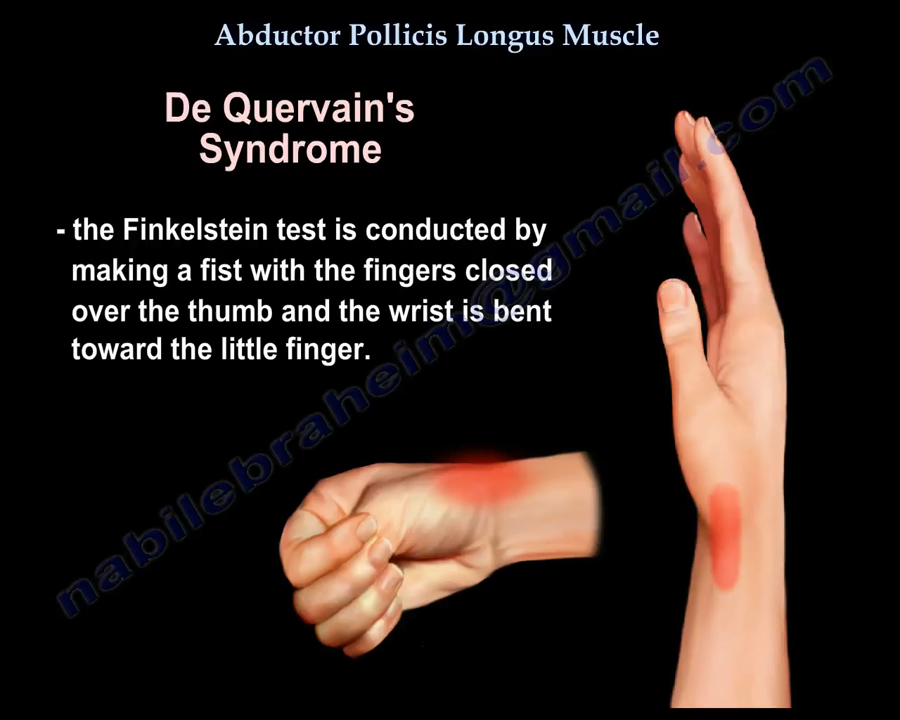 Abductor Pollicis Longus Muscle
De Quervain's
Syndrome
- the Finkelstein test is conducted by
making a fist with the fingers closed
over the thumb and the wrist is bent
toward the little finger.
nabilebraheim@gmail.com